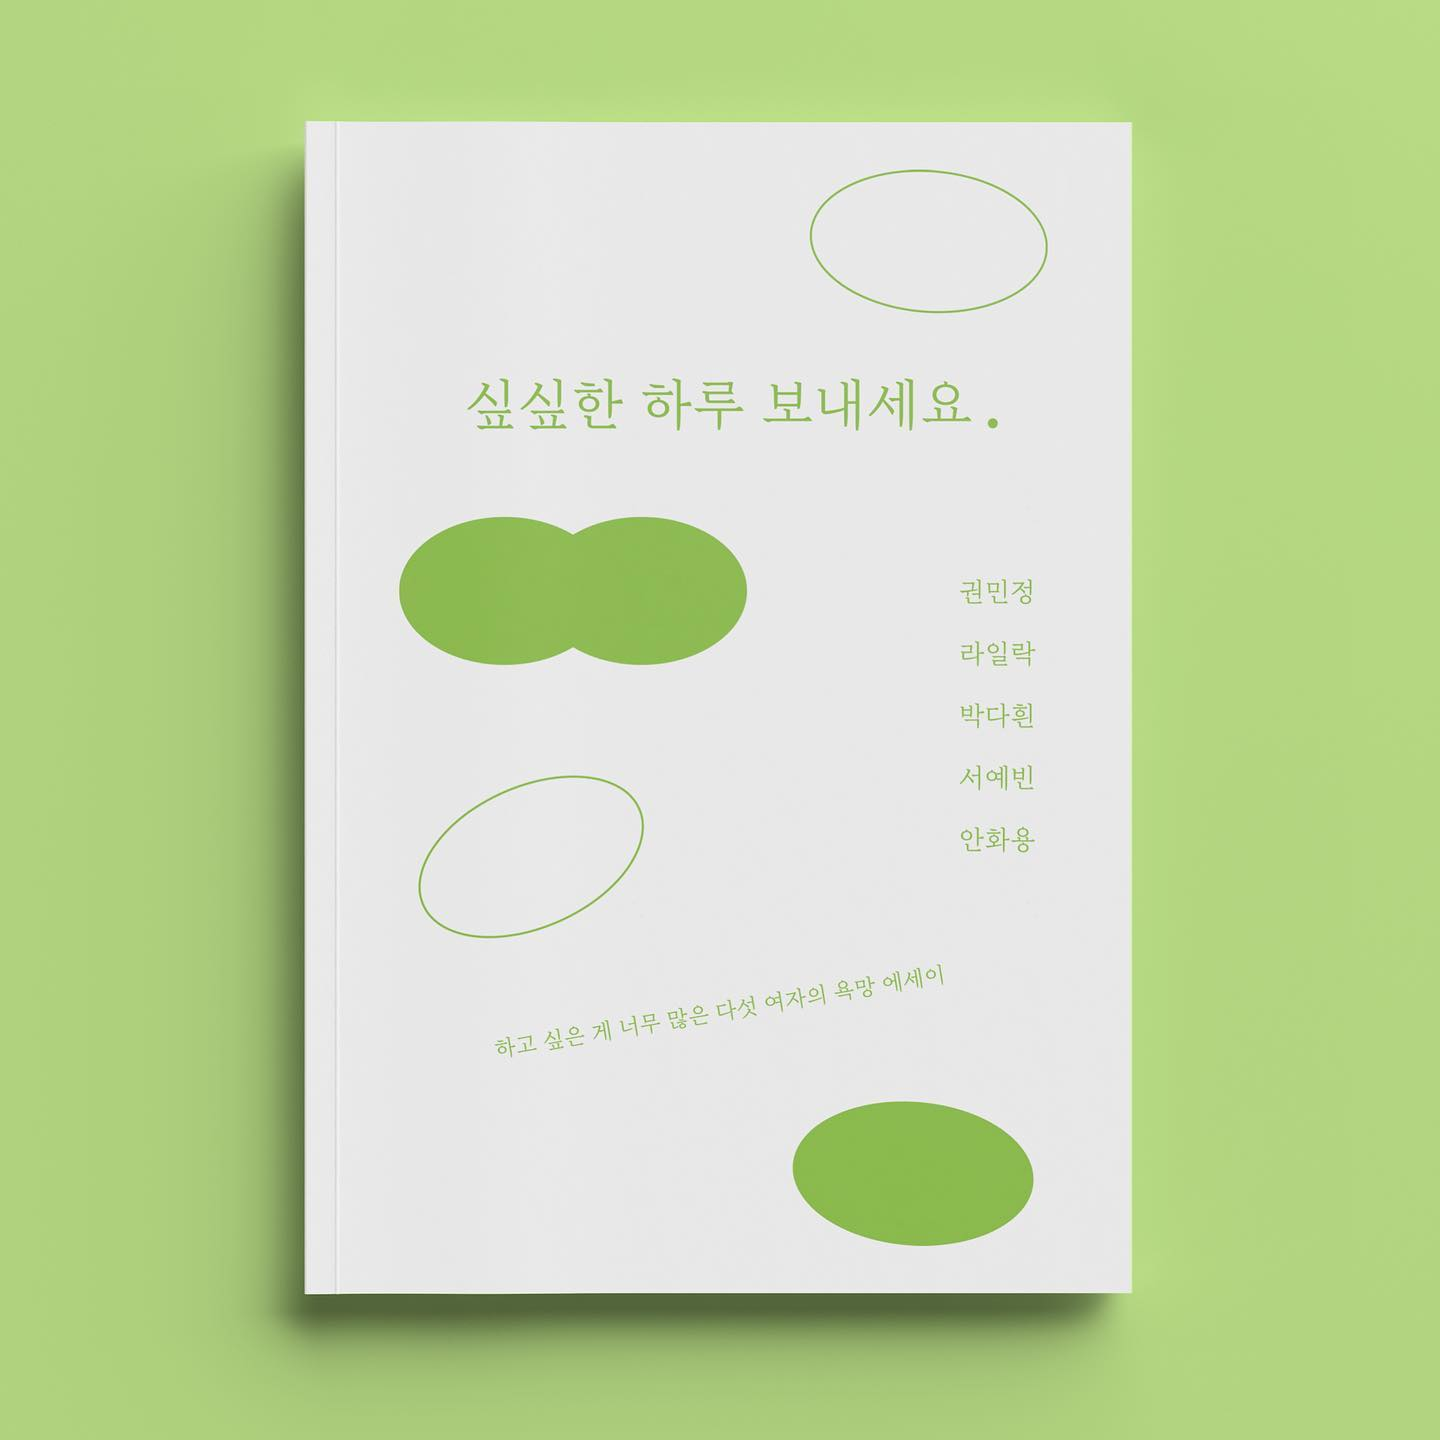 싶싶한 하루 보내세요.
권민정
라일락
박다흰
서예빈
안화용
하고 싶은 게 너무 많은 다섯 여자의 욕망 에세이